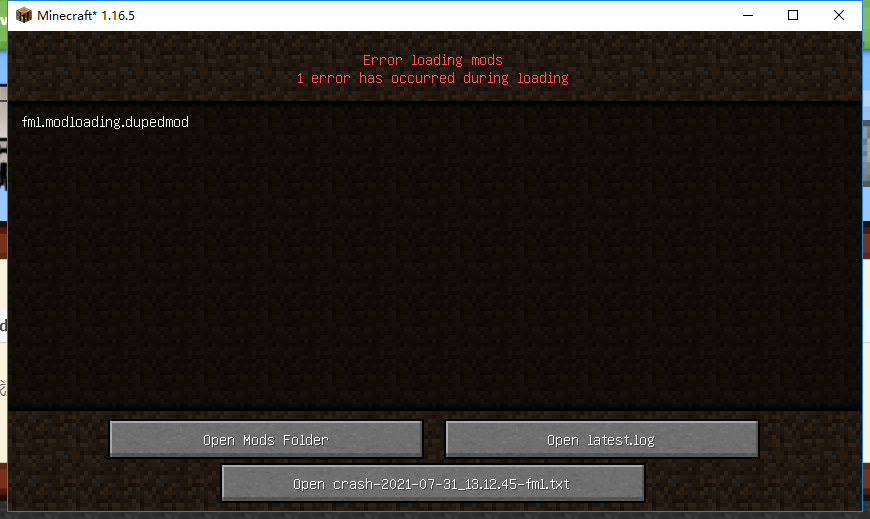 Minecraft* 1.16.5
Error loading mods
1 error has occurred during loading
fml.modloading.dupedmod
Open Mods Folder
Open latest.log
Open crash-2021-07-31_13.12.45-fml.txt